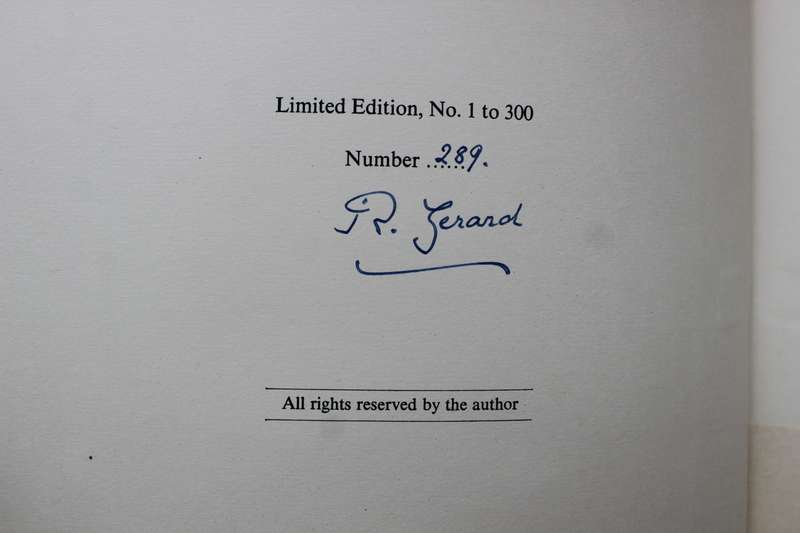 Limited Edition, No. 1 to 300
Number ......289.
R. Gerard
All rights reserved by the author